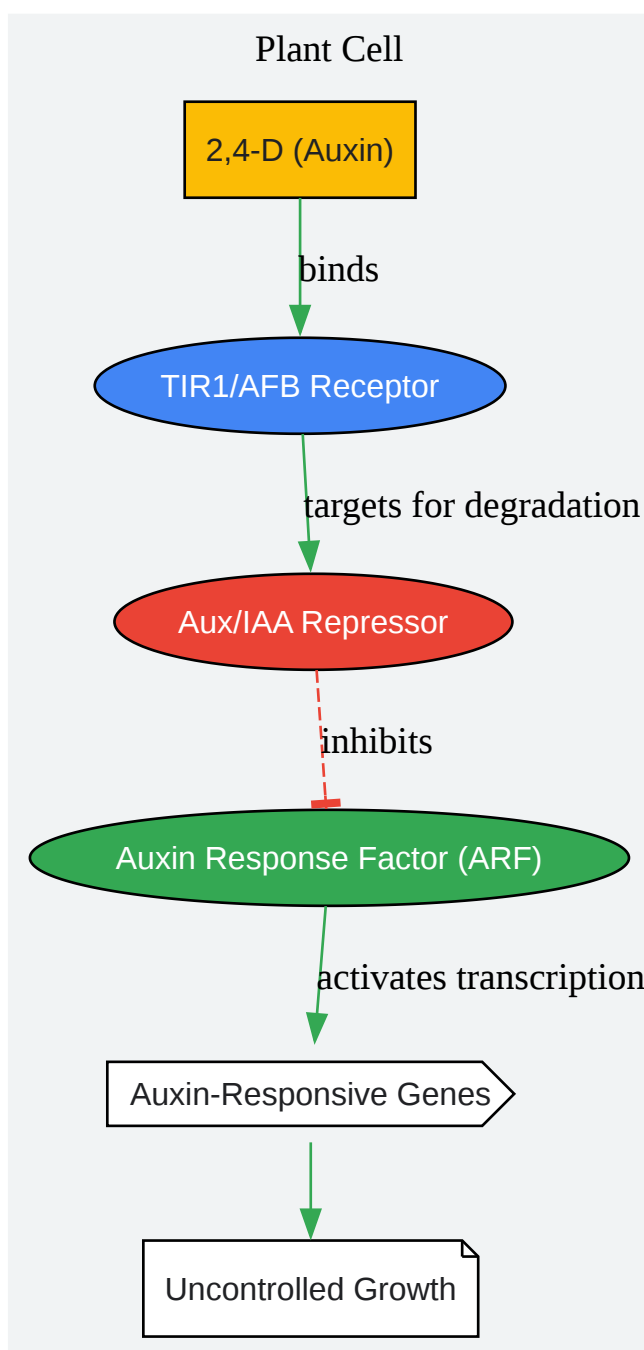 Plant Cell
2,4-D (Auxin)
binds
TIR1/AFB Receptor
targets for degradation
Aux/IAA Repressor
inhibits
Auxin Response Factor (ARF)
activates transcription
Auxin-Responsive Genes
Uncontrolled Growth